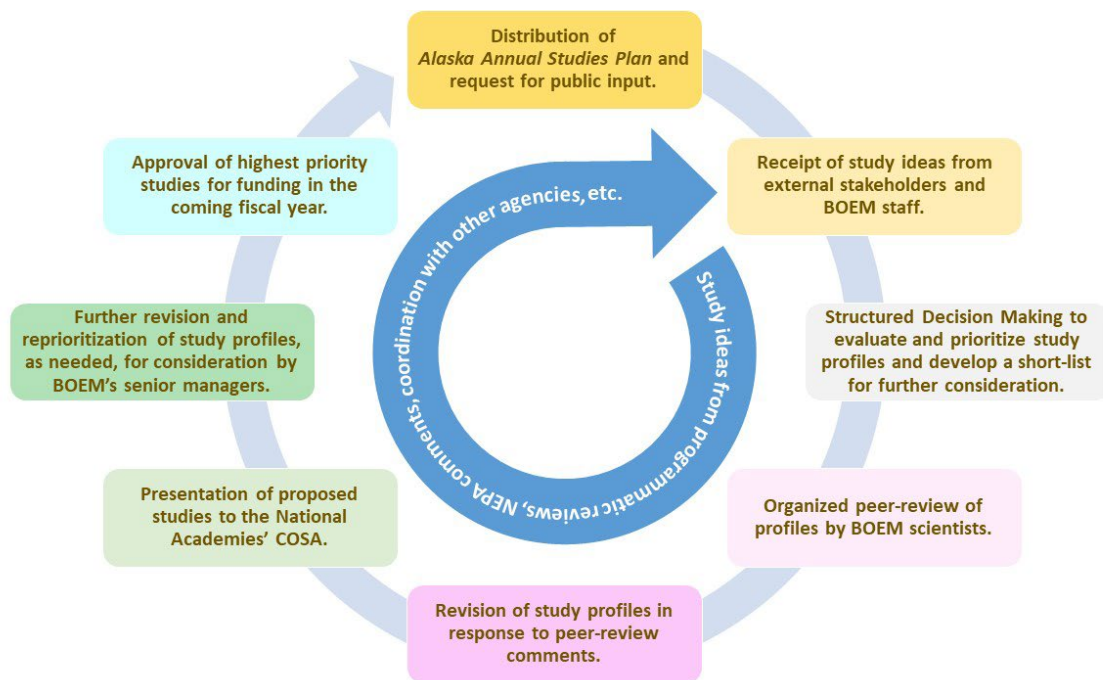 Distribution of
Alaska Annual Studies Plan and
request for public input.
Receipt of study ideas from
external stakeholders and
BOEM staff.
Structured Decision Making to
evaluate and prioritize study
profiles and develop a short-list
for further consideration.
Organized peer-review of
profiles by BOEM scientists.
Revision of study profiles in
response to peer-review
comments.
Presentation of proposed
studies to the National
Academies’ COSA.
Further revision and
reprioritization of study profiles,
as needed, for consideration by
BOEM’s senior managers.
Approval of highest priority
studies for funding in the
coming fiscal year.
Study ideas from programmatic reviews, NEPA comments, coordination with other agencies, etc.